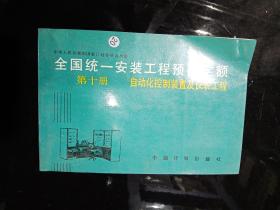 全国统一安装工程预 定额
第十册 自动化控制装置及仪表工程
中国计划出版社